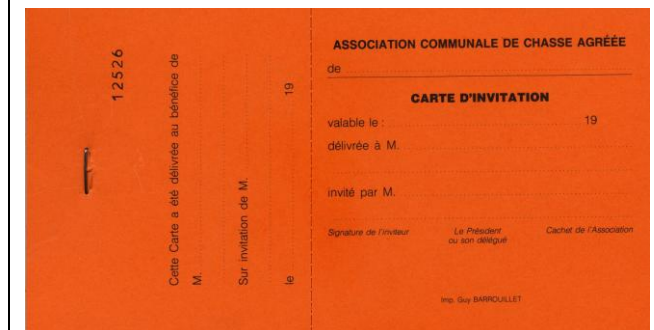 12526
Cette Carte a été délivrée au bénéfice de
M.
Sur invitation de M.
le 19
ASSOCIATION COMMUNALE DE CHASSE AGRÉÉE
de
CARTE D'INVITATION
valable le : 19
délivrée à M.
invité par M.
Signature de l'inviteur Le Président Cachet de l'Association
ou son délégué
Imp. Guy BARROUILLET